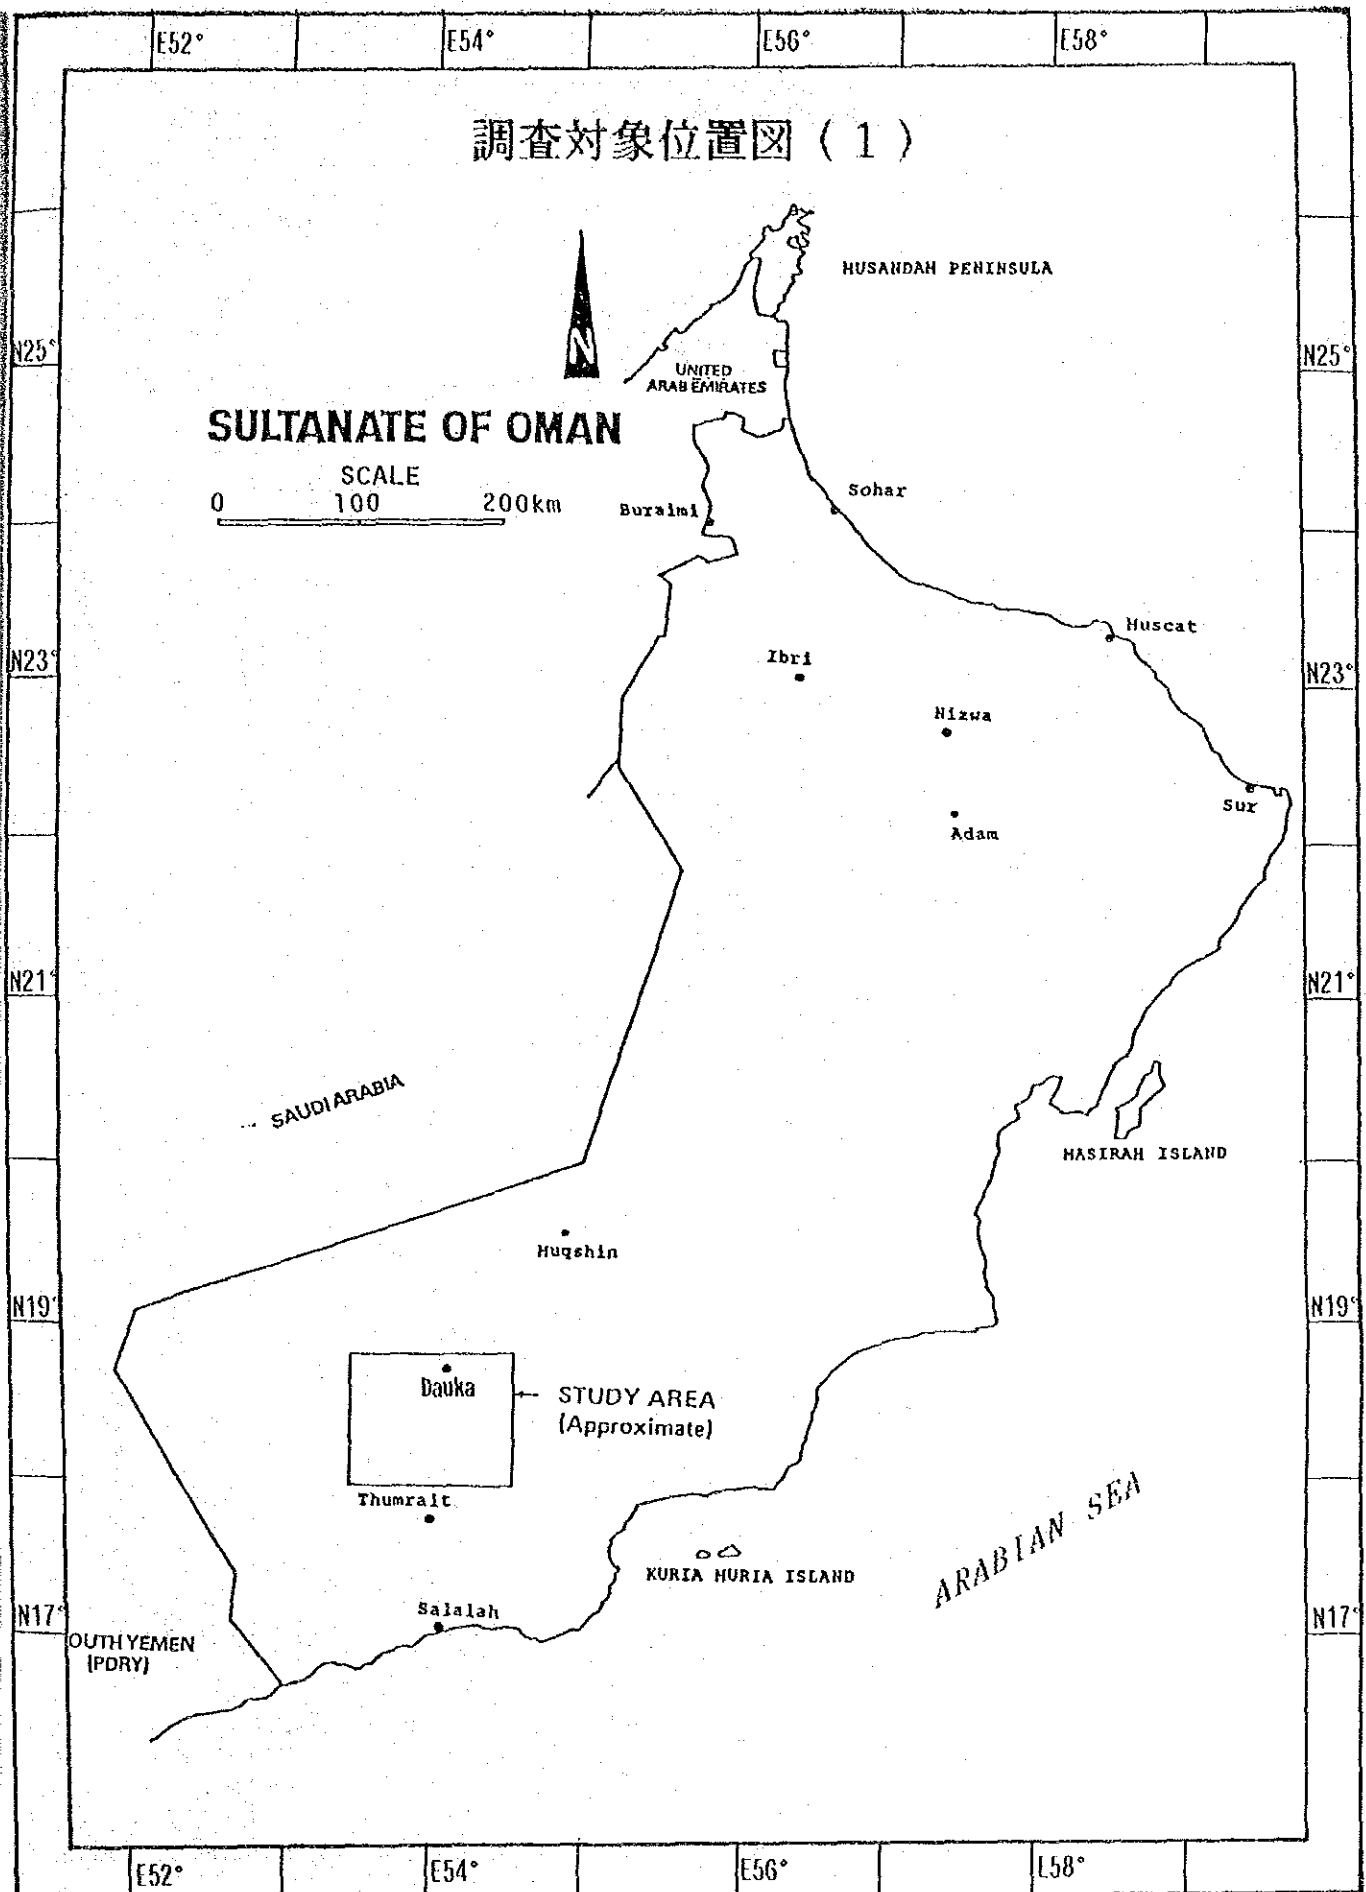 E52° E54° E56° E58°
調査対象位置図（1）
HUSANDAH PENINSULA
N
N25° N25°
UNITED
ARAB EMIRATES
SULTANATE OF OMAN
SCALE
0 100 200km
Sohar
Buraimi
Huscat
N23° Ibri N23°
Nizwa
Sur
Adam
N21° N21°
SAUDI ARABIA
MASIRAH ISLAND
Huqshin
N19° N19°
Dauka
STUDY AREA
(Approximate)
Thumrait
ARABIAN SEA
KURIA MURIA ISLAND
Salalah
N17° N17°
OUTH YEMEN
(PDRY)
E52° E54° E56° E58°